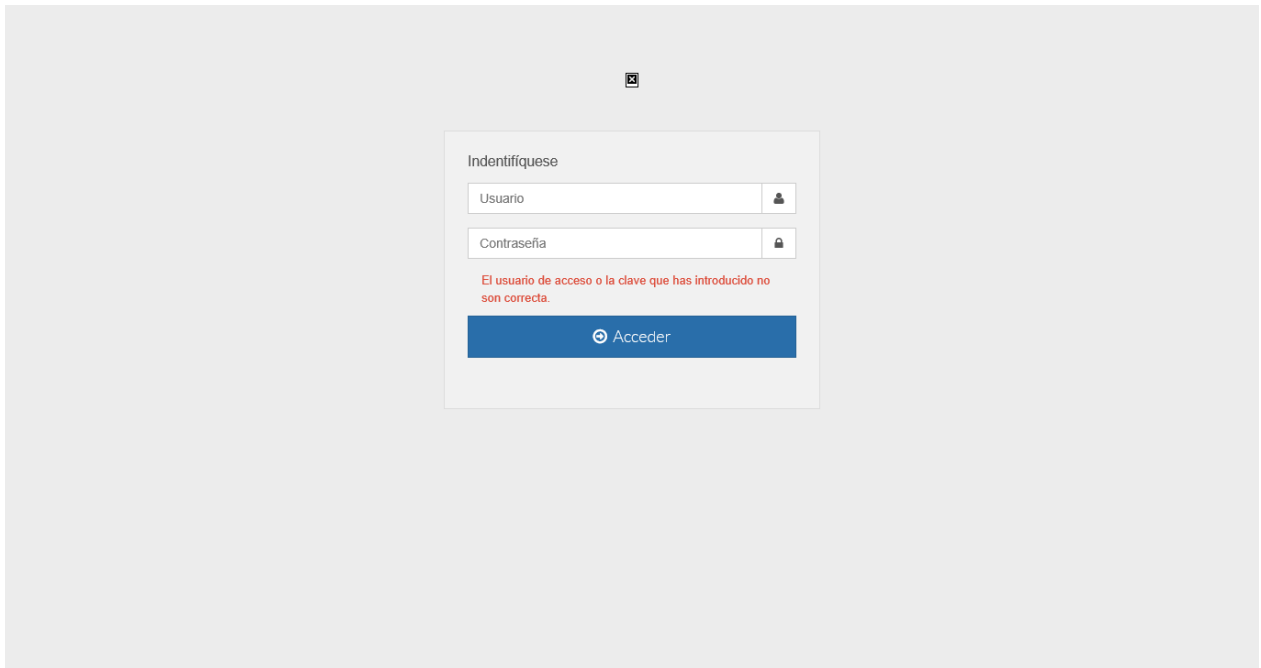 Indentifíquese
Usuario
Contraseña
El usuario de acceso o la clave que has introducido no
son correcta.
Acceder